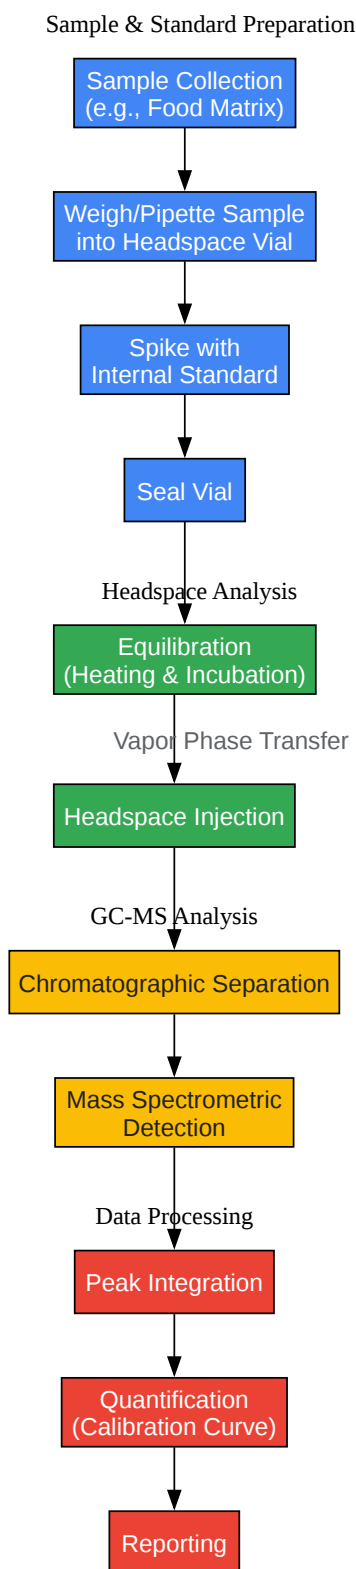 Sample & Standard Preparation
Sample Collection
(e.g., Food Matrix)
Weigh/Pipette Sample
into Headspace Vial
Spike with
Internal Standard
Seal Vial
Headspace Analysis
Equilibration
(Heating & Incubation)
Vapor Phase Transfer
Headspace Injection
GC-MS Analysis
Chromatographic Separation
Mass Spectrometric
Detection
Data Processing
Peak Integration
Quantification
(Calibration Curve)
Reporting